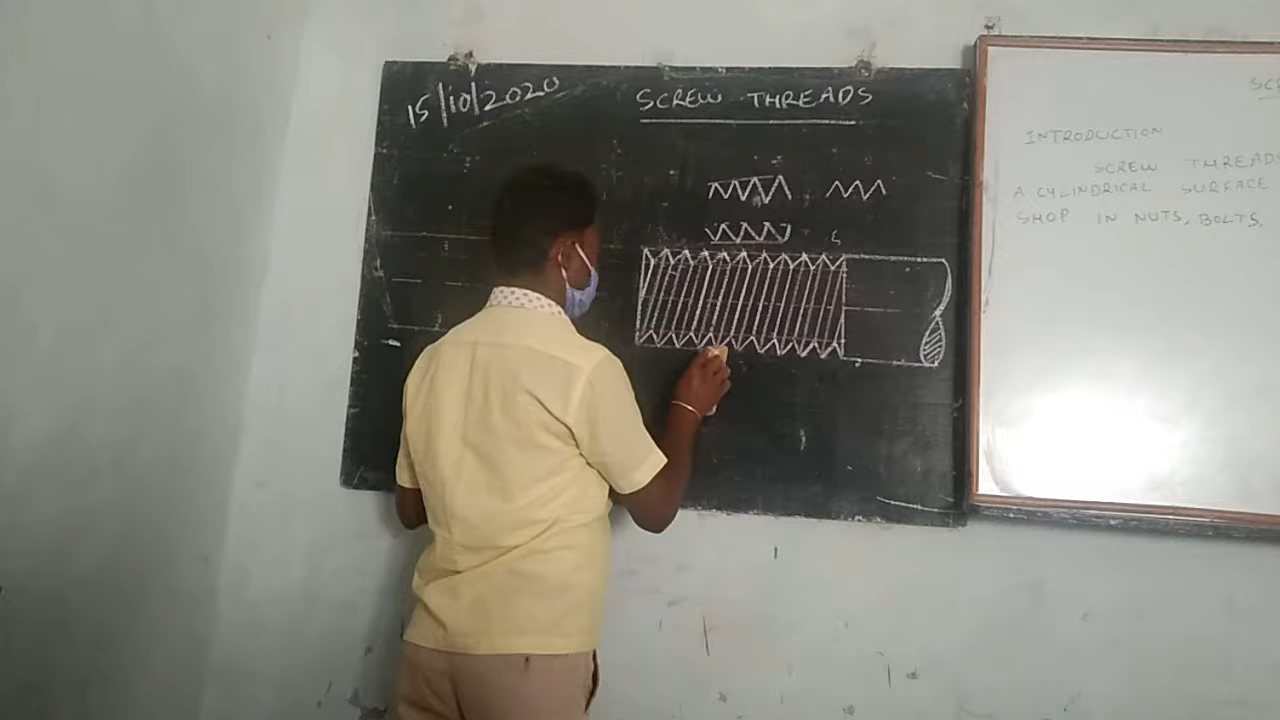 15/10/2020
SCREW THREADS
INTRODUCTION
SCREW THREADS
A CYLINDRICAL SURFACE
SHOP IN NUTS, BOLTS.